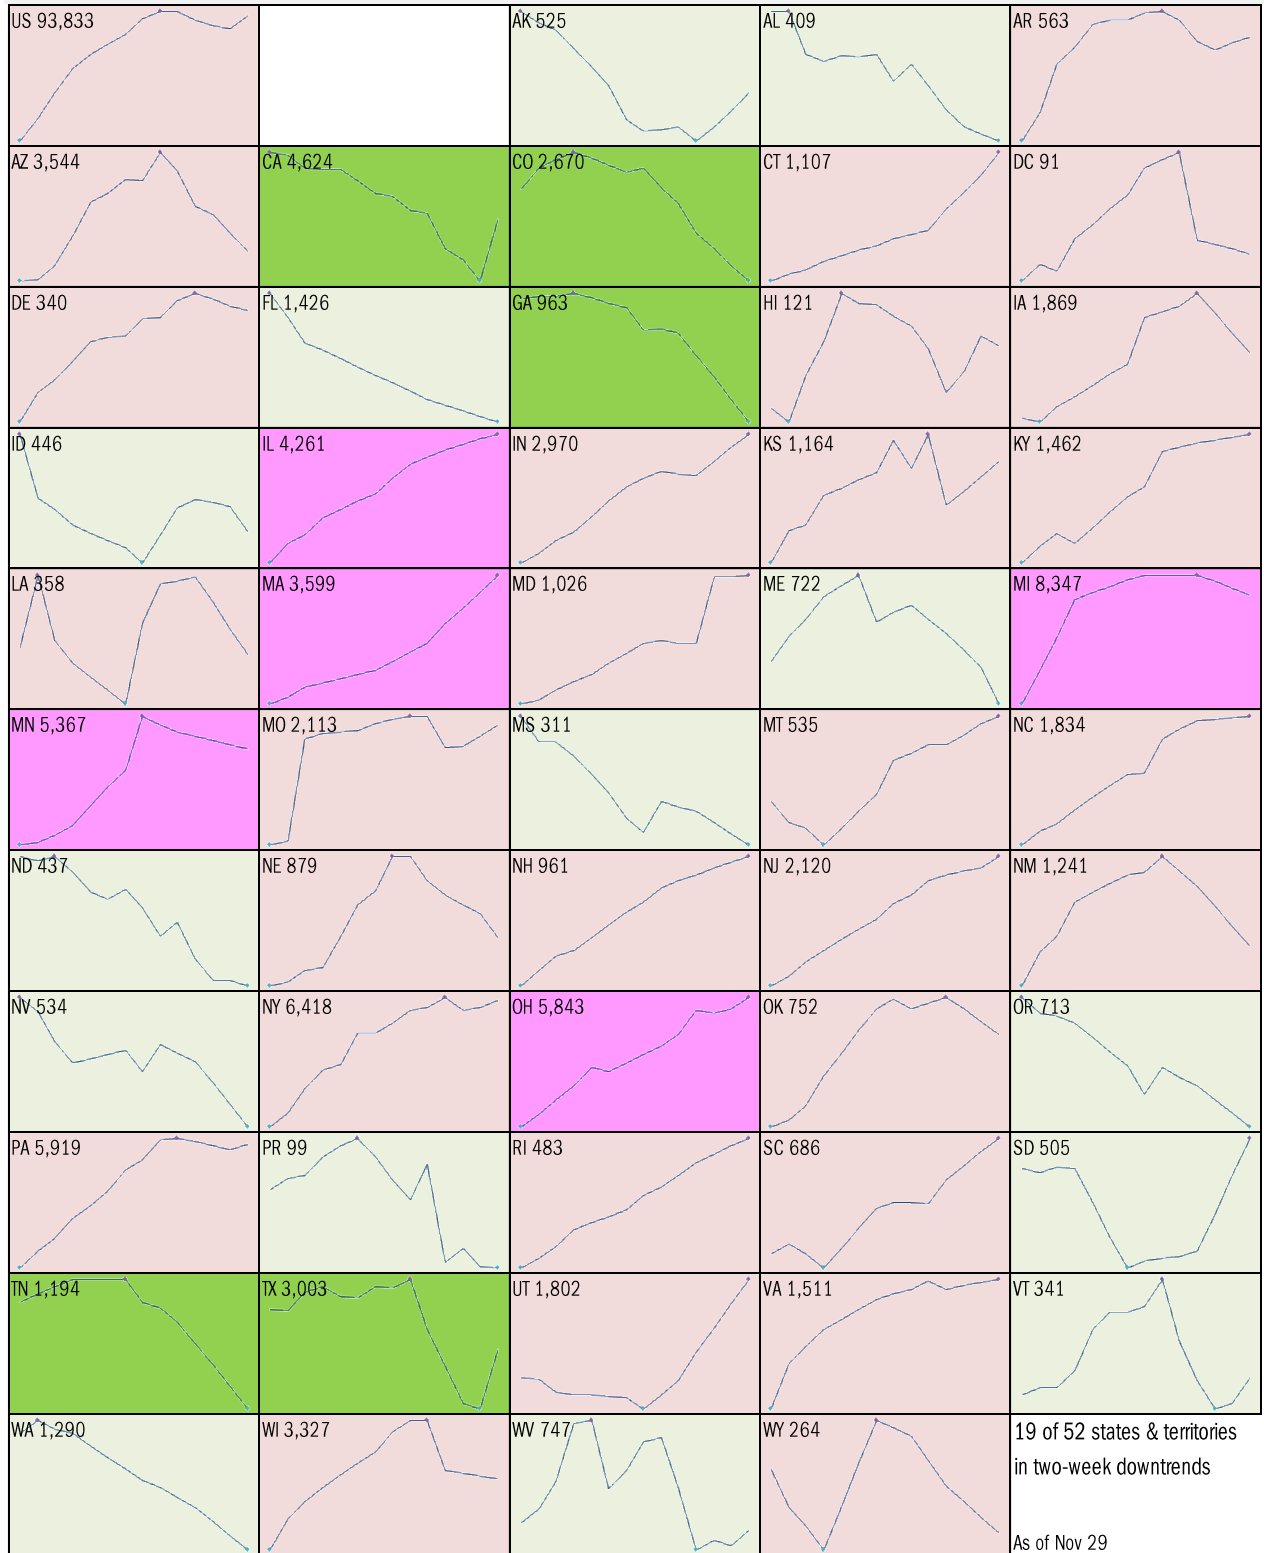 US 93,833
AK 525
AL 409
AR 563
AZ 3,544
CA 4,624
CO 2,670
CT 1,107
DC 91
DE 340
FL 1,426
GA 963
HI 121
IA 1,869
ID 446
IL 4,261
IN 2,970
KS 1,164
KY 1,462
LA 358
MA 3,599
MD 1,026
ME 722
MI 8,347
MN 5,367
MO 2,113
MS 311
MT 535
NC 1,834
ND 437
NE 879
NH 961
NJ 2,120
NM 1,241
NV 534
NY 6,418
OH 5,843
OK 752
OR 713
PA 5,919
PR 99
RI 483
SC 686
SD 505
TN 1,194
TX 3,003
UT 1,802
VA 1,511
VT 341
WA 1,290
WI 3,327
WV 747
WY 264
19 of 52 states & territories
in two-week downtrends
As of Nov 29